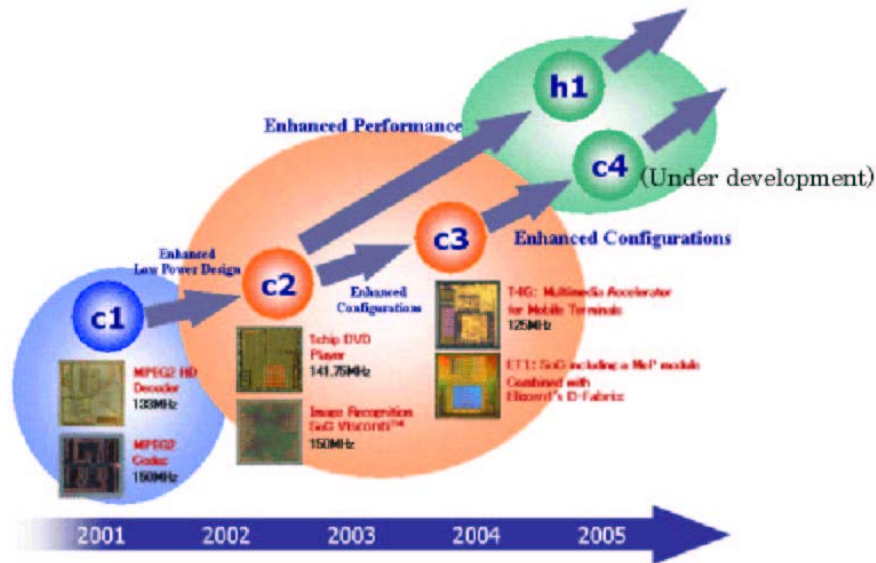 h1
Enhanced Performance
c4
(Under development)
c3
Enhanced Configurations
Enhanced
Low Power Design
c2
Enhanced
Configurations
c1
T4G: Multimedia Accelerator
for Mobile Terminals
125MHz
1chip DVD
Player
141.75MHz
MPEG2 HD
Decoder
133MHz
ET1: SoC including a MeP module
Combined with
Elixent's D-Fabrix
Image Recognition
SoC Visconti™
150MHz
MPEG2
Codec
150MHz
2001
2002
2003
2004
2005